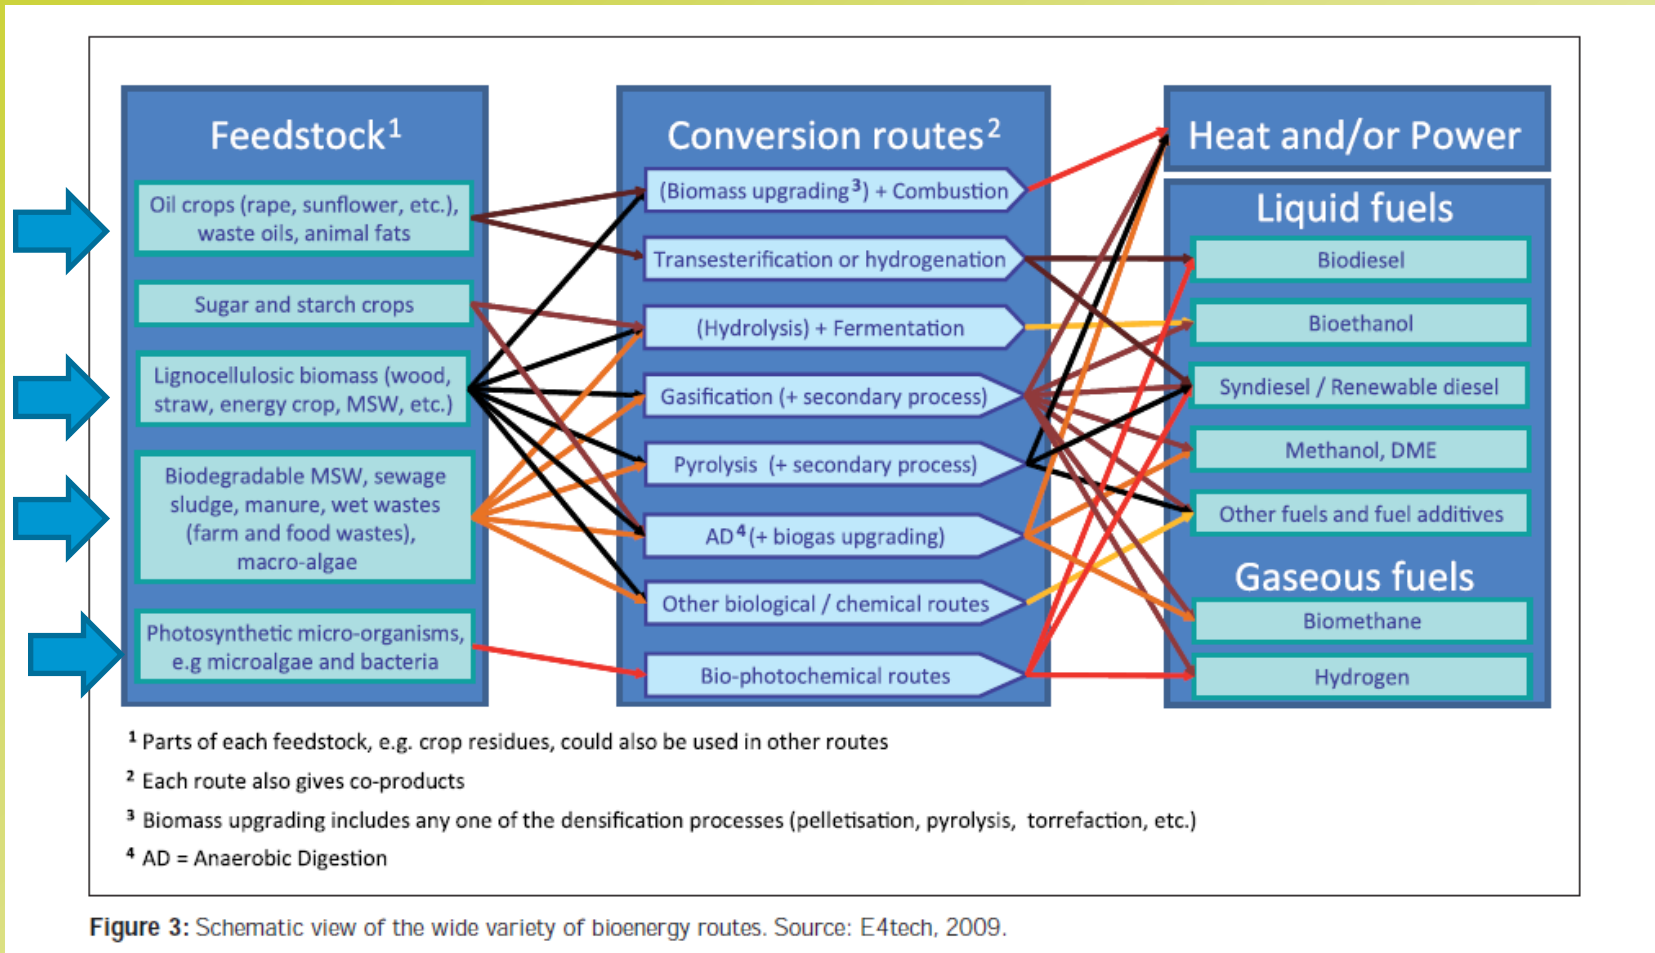 Feedstock¹
Oil crops (rape, sunflower, etc.),
waste oils, animal fats
Sugar and starch crops
Lignocellulosic biomass (wood,
straw, energy crop, MSW, etc.)
Biodegradable MSW, sewage
sludge, manure, wet wastes
(farm and food wastes),
macro-algae
Photosynthetic micro-organisms,
e.g microalgae and bacteria
Conversion routes²
(Biomass upgrading³) + Combustion
Transesterification or hydrogenation
(Hydrolysis) + Fermentation
Gasification (+ secondary process)
Pyrolysis (+ secondary process)
AD⁴ (+ biogas upgrading)
Other biological / chemical routes
Bio-photochemical routes
Heat and/or Power
Liquid fuels
Biodiesel
Bioethanol
Syndiesel / Renewable diesel
Methanol, DME
Other fuels and fuel additives
Gaseous fuels
Biomethane
Hydrogen
¹ Parts of each feedstock, e.g. crop residues, could also be used in other routes
² Each route also gives co-products
³ Biomass upgrading includes any one of the densification processes (pelletisation, pyrolysis, torrefaction, etc.)
⁴ AD = Anaerobic Digestion
Figure 3: Schematic view of the wide variety of bioenergy routes. Source: E4tech, 2009.